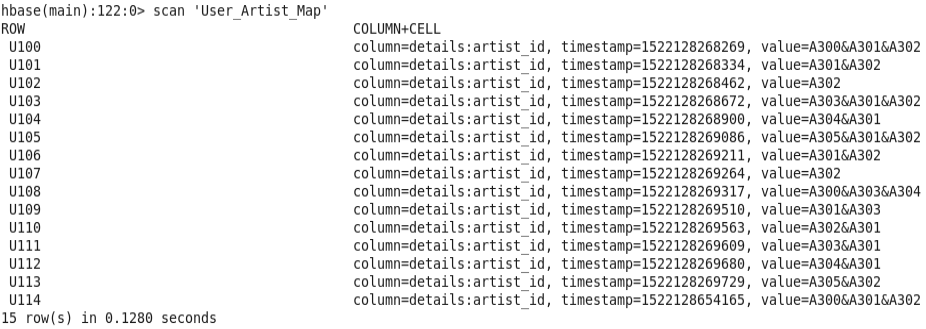 hbase(main):122:0> scan 'User_Artist_Map'
ROW COLUMN+CELL
U100 column=details:artist_id, timestamp=1522128268269, value=A300&A301&A302
U101 column=details:artist_id, timestamp=1522128268334, value=A301&A302
U102 column=details:artist_id, timestamp=1522128268462, value=A302
U103 column=details:artist_id, timestamp=1522128268672, value=A303&A301&A302
U104 column=details:artist_id, timestamp=1522128268900, value=A304&A301
U105 column=details:artist_id, timestamp=1522128269086, value=A305&A301&A302
U106 column=details:artist_id, timestamp=1522128269211, value=A301&A302
U107 column=details:artist_id, timestamp=1522128269264, value=A302
U108 column=details:artist_id, timestamp=1522128269317, value=A300&A303&A304
U109 column=details:artist_id, timestamp=1522128269510, value=A301&A303
U110 column=details:artist_id, timestamp=1522128269563, value=A302&A301
U111 column=details:artist_id, timestamp=1522128269609, value=A303&A301
U112 column=details:artist_id, timestamp=1522128269680, value=A304&A301
U113 column=details:artist_id, timestamp=1522128269729, value=A305&A302
U114 column=details:artist_id, timestamp=1522128654165, value=A300&A301&A302
15 row(s) in 0.1280 seconds